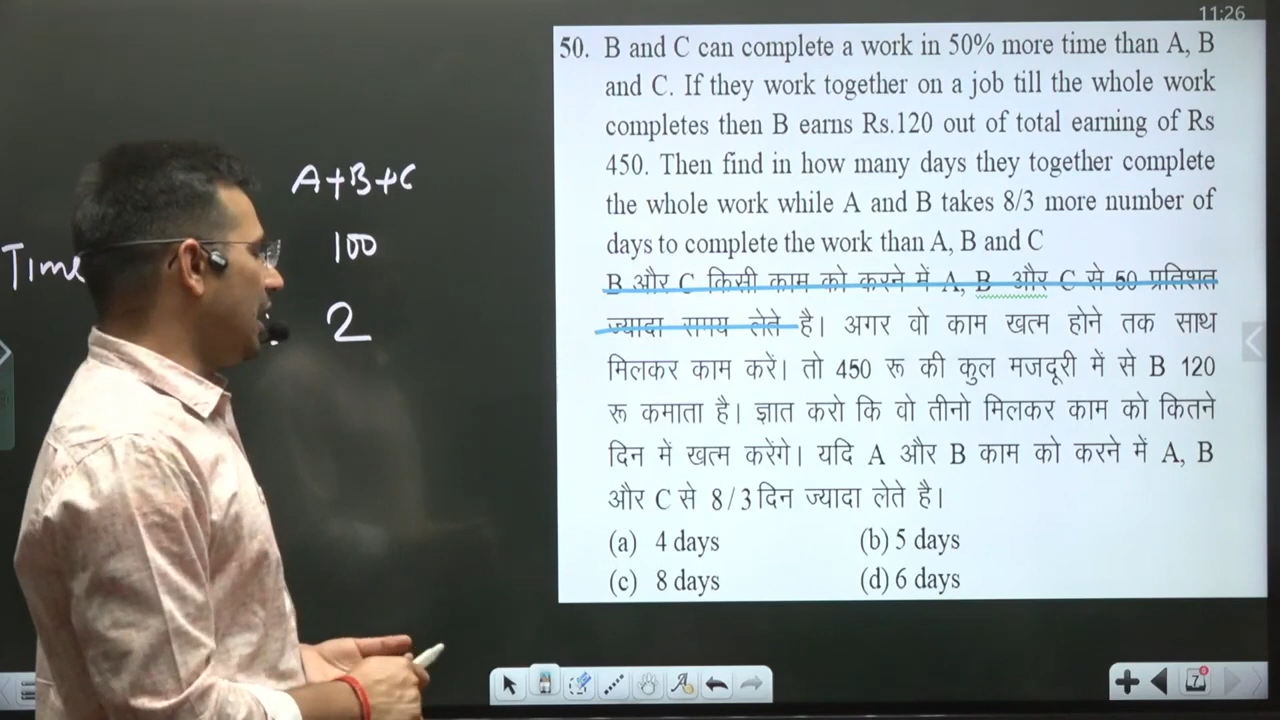 11:26
50. B and C can complete a work in 50% more time than A, B
and C. If they work together on a job till the whole work
completes then B earns Rs.120 out of total earning of Rs
450. Then find in how many days they together complete
the whole work while A and B takes 8/3 more number of
days to complete the work than A, B and C
B और C किसी काम को करने में A, B और C से 50 प्रतिशत
ज्यादा समय लेते है। अगर वो काम खत्म होने तक साथ
मिलकर काम करें। तो 450 रू की कुल मजदूरी में से B 120
रू कमाता है। ज्ञात करो कि वो तीनो मिलकर काम को कितने
दिन में खत्म करेंगे। यदि A और B काम को करने में A, B
और C से 8/3 दिन ज्यादा लेते है।
(a) 4 days (b) 5 days
(c) 8 days (d) 6 days
A+B+C
Time 100
: 2
7